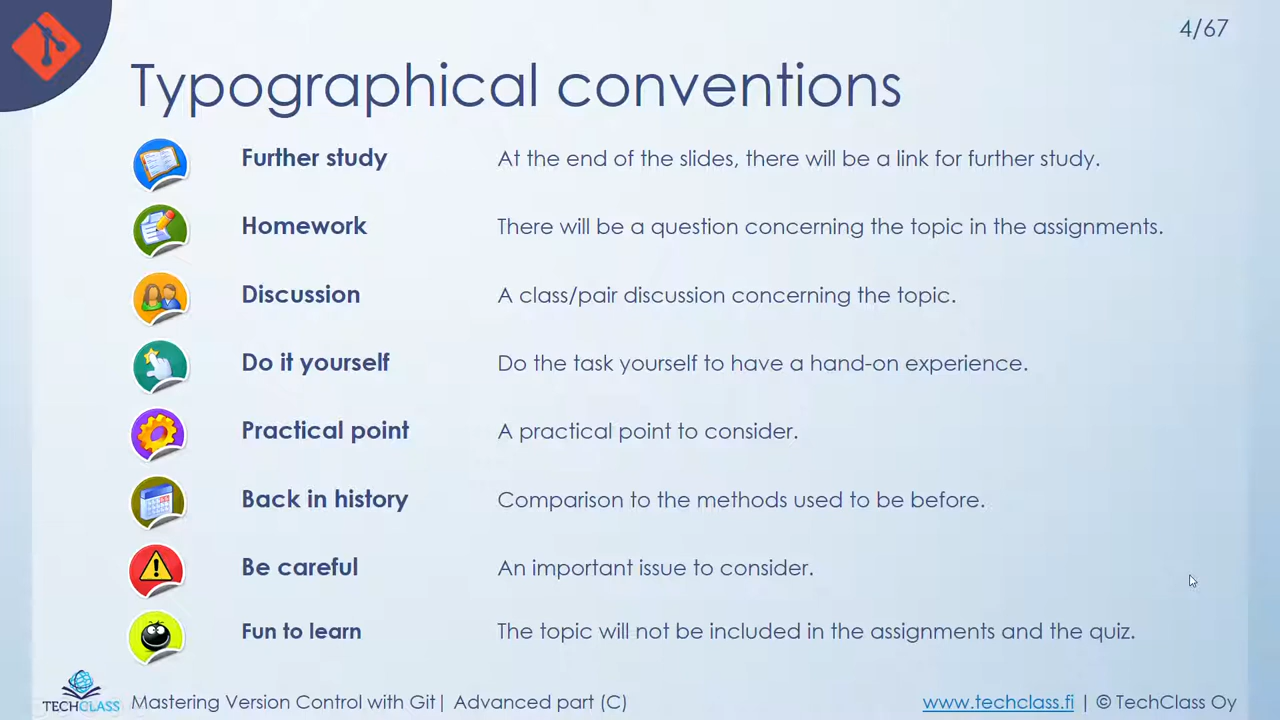 4/67
Typographical conventions
Further study At the end of the slides, there will be a link for further study.
Homework There will be a question concerning the topic in the assignments.
Discussion A class/pair discussion concerning the topic.
Do it yourself Do the task yourself to have a hand-on experience.
Practical point A practical point to consider.
Back in history Comparison to the methods used to be before.
Be careful An important issue to consider.
Fun to learn The topic will not be included in the assignments and the quiz.
TECHCLASS Mastering Version Control with Git| Advanced part (C) www.techclass.fi | © TechClass Oy